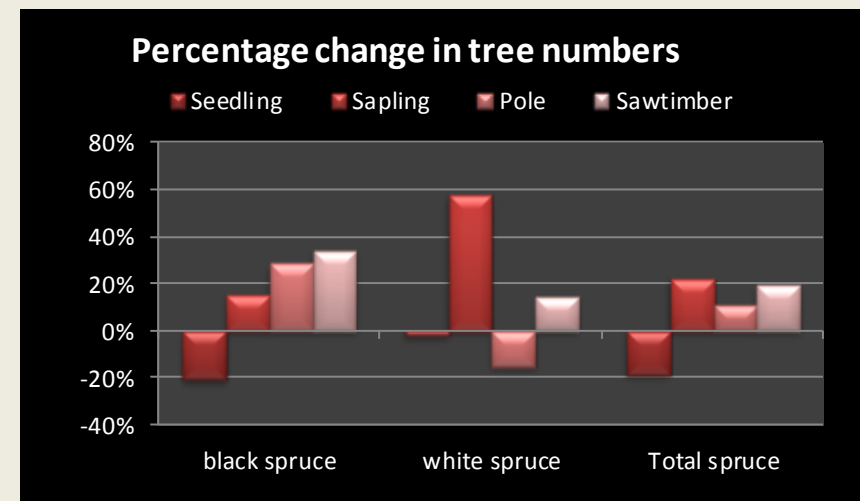 Percentage change in tree numbers
Seedling Sapling Pole Sawtimber
80%
60%
40%
20%
0%
-20%
-40%
black spruce white spruce Total spruce